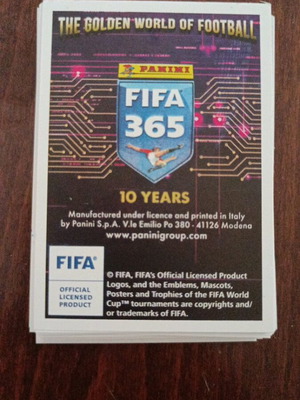 THE GOLDEN WORLD OF FOOTBALL
PANINI
FIFA
365
10 YEARS
Manufactured under licence and printed in Italy
by Panini S.p.A. V.le Emilio Po 380 - 41126 Modena
www.paninigroup.com
FIFA®
OFFICIAL
LICENSED
PRODUCT
© FIFA, FIFA's Official Licensed Product
Logos, and the Emblems, Mascots,
Posters and Trophies of the FIFA World
Cup™ tournaments are copyrights and/
or trademarks of FIFA.